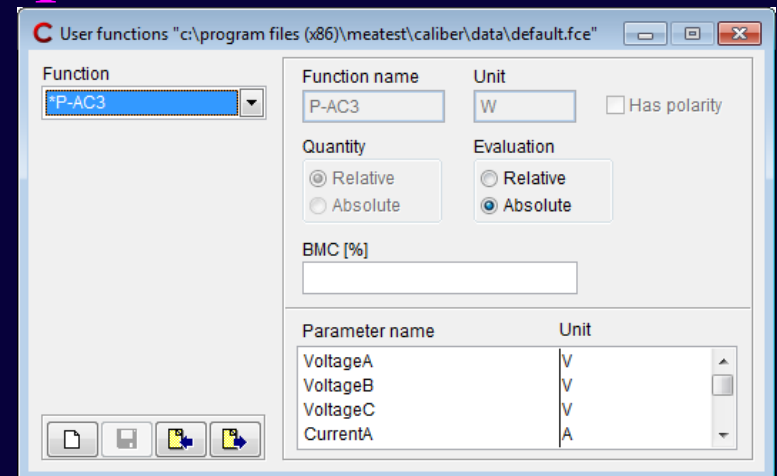 C User functions "c:\program files (x86)\meatest\caliber\data\default.fce"
Function
*P-AC3
Function name Unit
P-AC3 W Has polarity
Quantity Evaluation
Relative Relative
Absolute Absolute
BMC [%]
Parameter name Unit
VoltageA V
VoltageB V
VoltageC V
CurrentA A